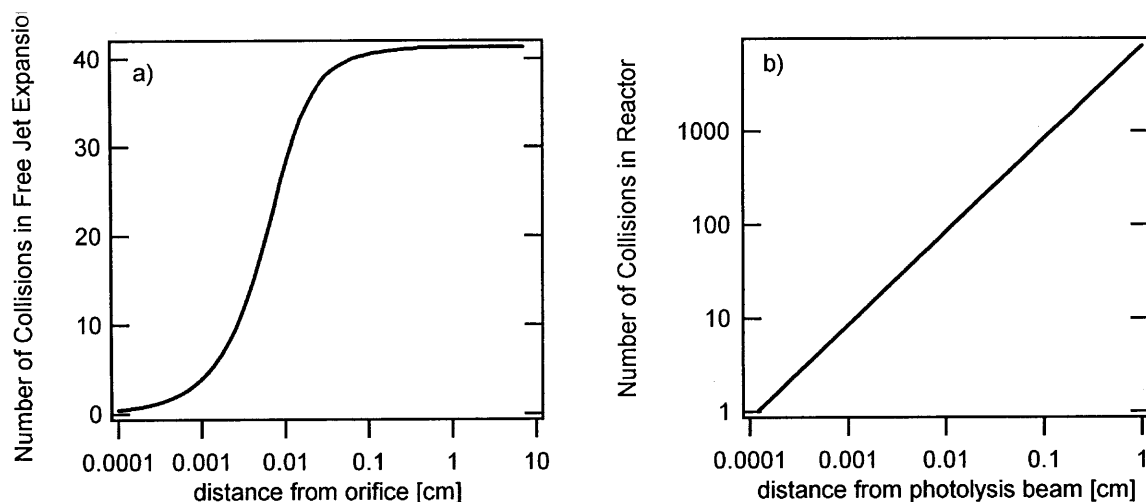 Number of Collisions in Free Jet Expansio
a)
40
30
20
10
0
0.0001 0.001 0.01 0.1 1 10
distance from orifice [cm]
Number of Collisions in Reactor
b)
1000
100
10
1
0.0001 0.001 0.01 0.1 1
distance from photolysis beam [cm]